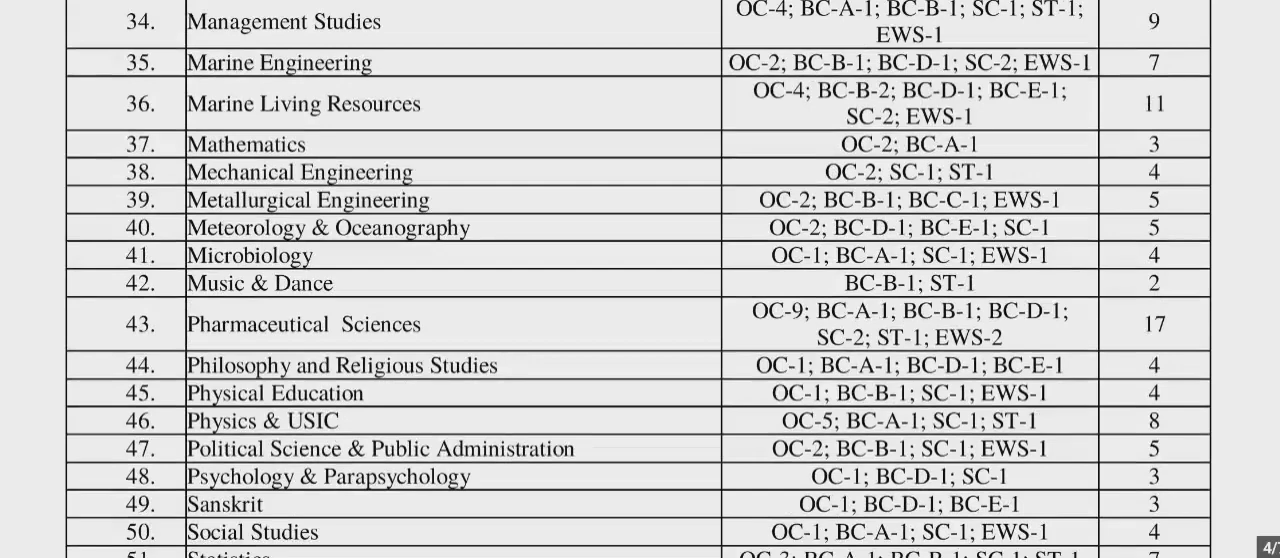 34. Management Studies OC-4; BC-A-1; BC-B-1; SC-1; ST-1; EWS-1 9
35. Marine Engineering OC-2; BC-B-1; BC-D-1; SC-2; EWS-1 7
36. Marine Living Resources OC-4; BC-B-2; BC-D-1; BC-E-1; SC-2; EWS-1 11
37. Mathematics OC-2; BC-A-1 3
38. Mechanical Engineering OC-2; SC-1; ST-1 4
39. Metallurgical Engineering OC-2; BC-B-1; BC-C-1; EWS-1 5
40. Meteorology & Oceanography OC-2; BC-D-1; BC-E-1; SC-1 5
41. Microbiology OC-1; BC-A-1; SC-1; EWS-1 4
42. Music & Dance BC-B-1; ST-1 2
43. Pharmaceutical Sciences OC-9; BC-A-1; BC-B-1; BC-D-1; SC-2; ST-1; EWS-2 17
44. Philosophy and Religious Studies OC-1; BC-A-1; BC-D-1; BC-E-1 4
45. Physical Education OC-1; BC-B-1; SC-1; EWS-1 4
46. Physics & USIC OC-5; BC-A-1; SC-1; ST-1 8
47. Political Science & Public Administration OC-2; BC-B-1; SC-1; EWS-1 5
48. Psychology & Parapsychology OC-1; BC-D-1; SC-1 3
49. Sanskrit OC-1; BC-D-1; BC-E-1 3
50. Social Studies OC-1; BC-A-1; SC-1; EWS-1 4
51. Statistics